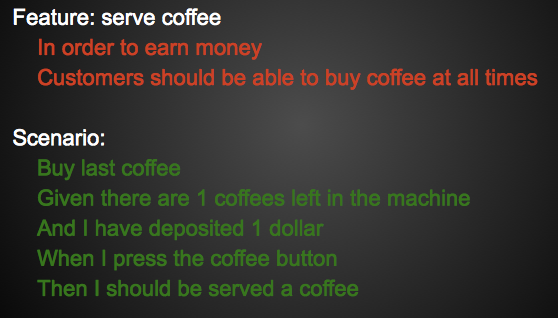 Feature: serve coffee
In order to earn money
Customers should be able to buy coffee at all times
Scenario:
Buy last coffee
Given there are 1 coffees left in the machine
And I have deposited 1 dollar
When I press the coffee button
Then I should be served a coffee